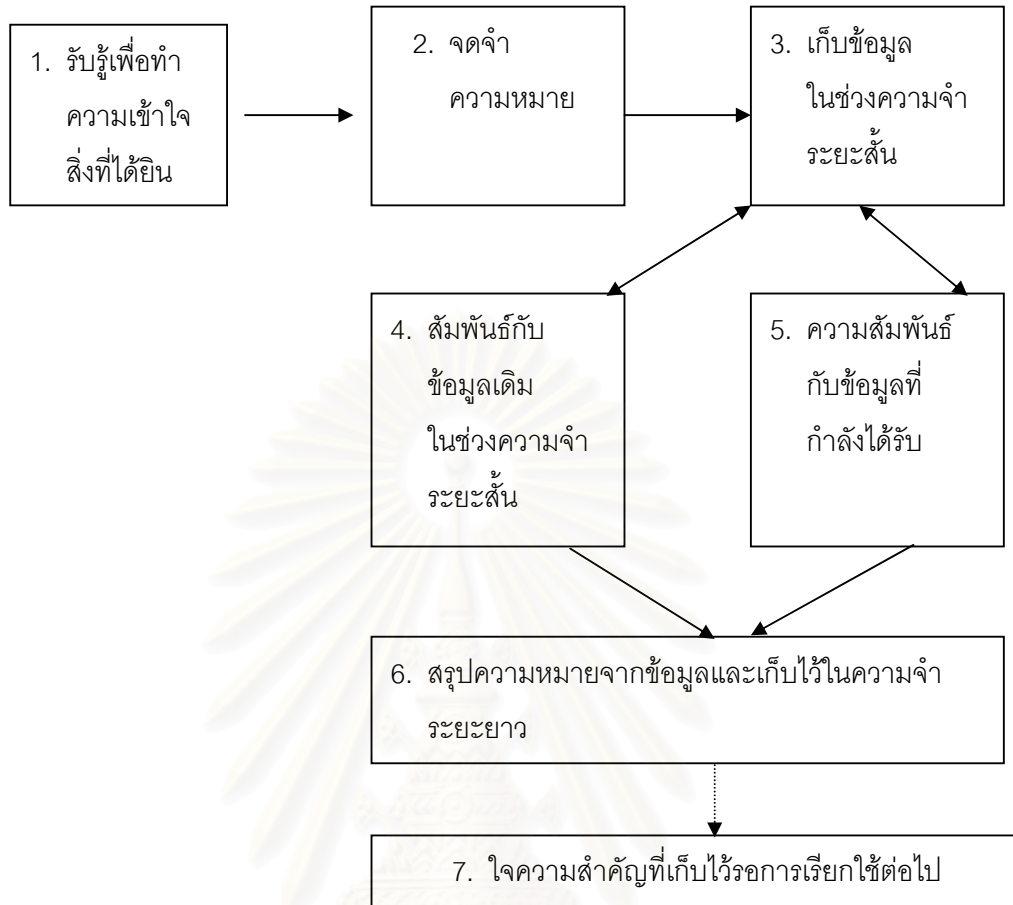 1. รับรู้เพื่อทำ
ความเข้าใจ
สิ่งที่ได้ยิน
2. จดจำ
ความหมาย
3. เก็บข้อมูล
ในช่วงความจำ
ระยะสั้น
4. สัมพันธ์กับ
ข้อมูลเดิม
ในช่วงความจำ
ระยะสั้น
5. ความสัมพันธ์
กับข้อมูลที่
กำลังได้รับ
6. สรุปความหมายจากข้อมูลและเก็บไว้ในความจำ
ระยะยาว
7. ใจความสำคัญที่เก็บไว้รอการเรียกใช้ต่อไป